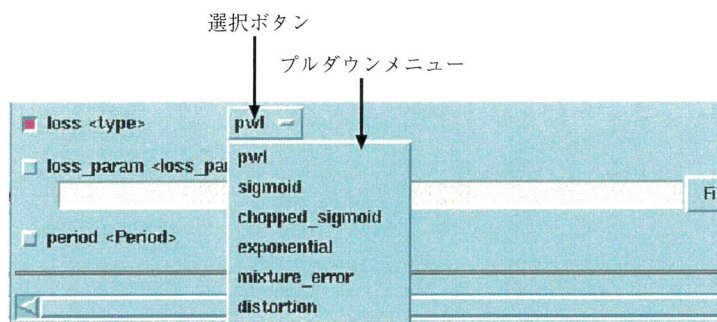 選択ボタン
プルダウンメニュー
loss <type>
pwl
loss_param <loss_par
pwl
sigmoid
chopped_sigmoid
Fi
period <Period>
exponential
mixture_error
distortion